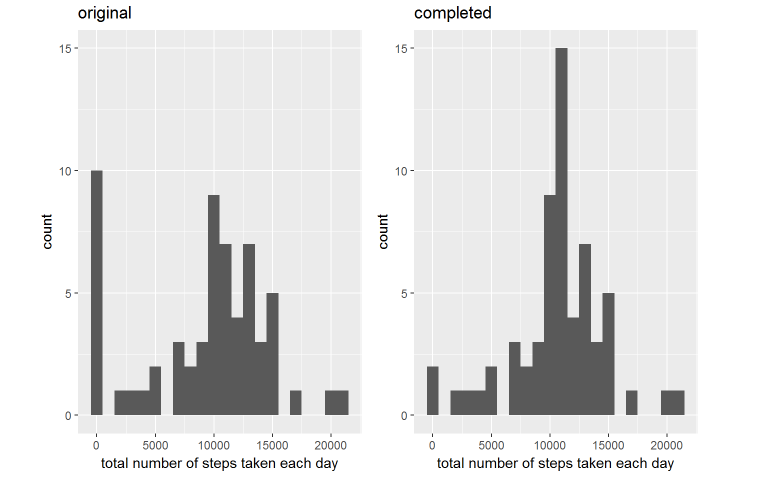 original
completed
15
10
5
0
count
0 5000 10000 15000 20000
total number of steps taken each day
15
10
5
0
count
0 5000 10000 15000 20000
total number of steps taken each day